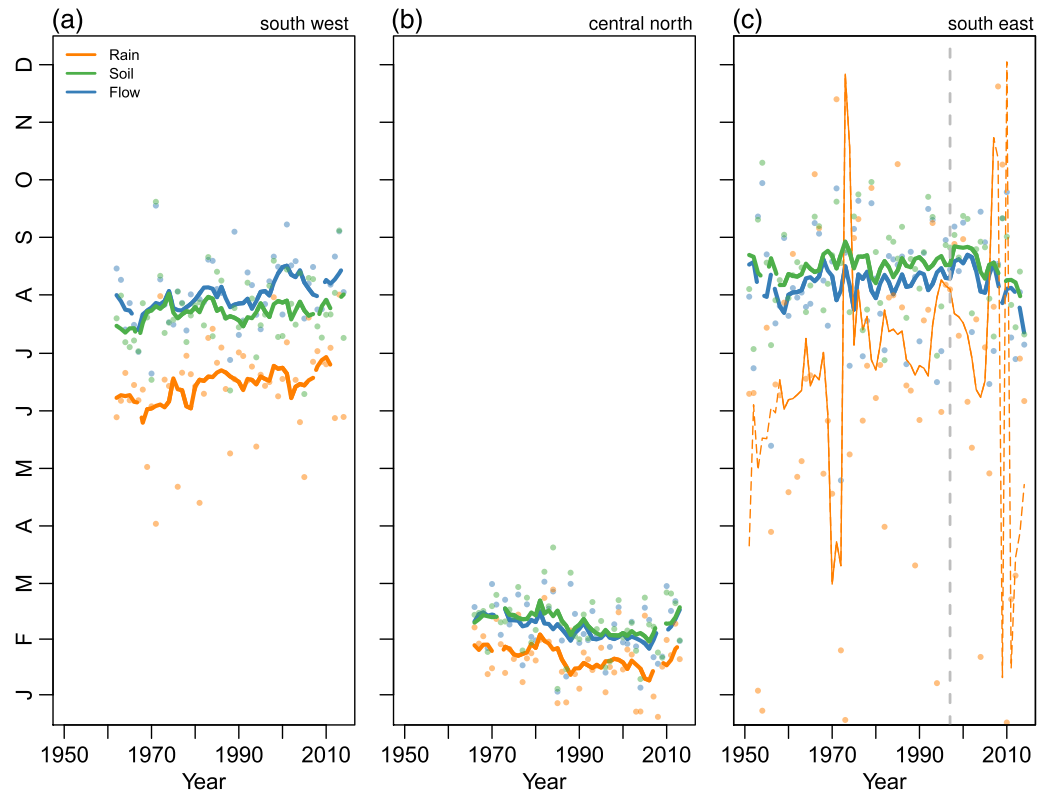 (a) south west
(b) central north
(c) south east
Rain
Soil
Flow
D
N
O
S
A
J
J
M
A
M
F
J
1950 1970 1990 2010
1950 1970 1990 2010
1950 1970 1990 2010
Year
Year
Year